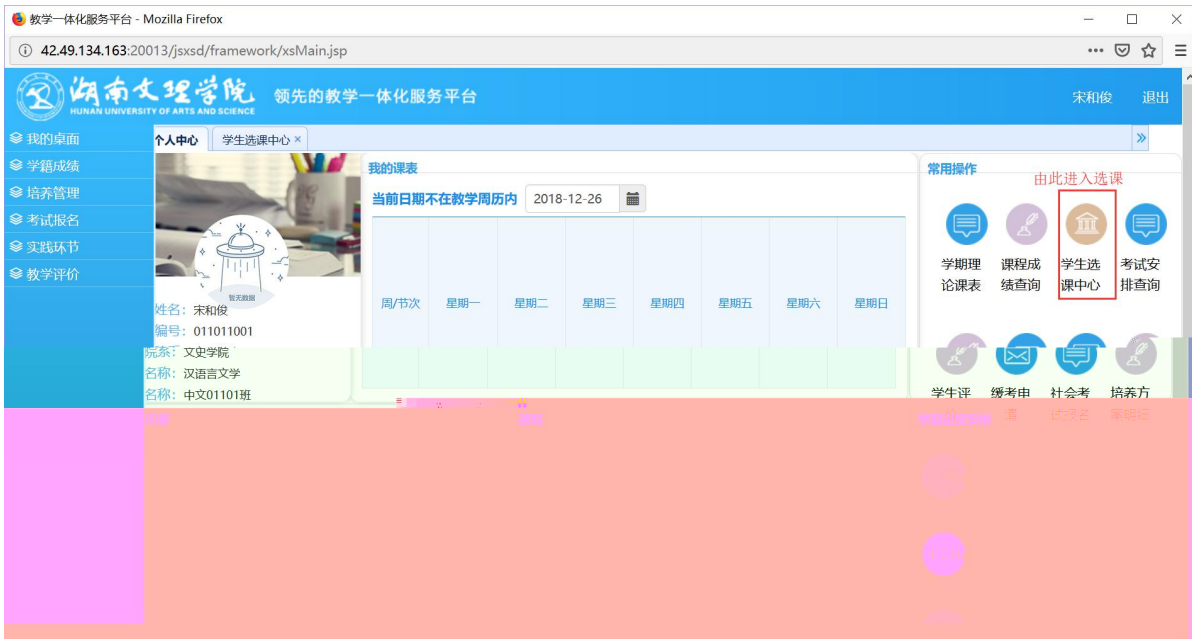 教学一体化服务平台 - Mozilla Firefox
42.49.134.163:20013/jsxsd/framework/xsMain.jsp
湖南文理学院
HUNAN UNIVERSITY OF ARTS AND SCIENCE
领先的教学一体化服务平台
宋和俊 退出
我的桌面
学籍成绩
培养管理
考试报名
实践环节
教学评价
个人中心 学生选课中心 ×
暂无数据
姓名：宋和俊
编号：011011001
院系：文史学院
名称：汉语言文学
名称：中文01101班
我的课表
当前日期不在教学周历内 2018-12-26
周/节次 星期一 星期二 星期三 星期四 星期五 星期六 星期日
常用操作
由此进入选课
学期理论课表
课程成绩查询
学生选课中心
考试安排查询
学生评
缓考申请
社会考试报名
培养方案明细